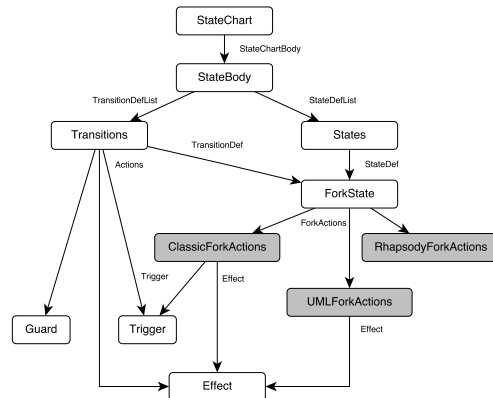 StateChart
StateChartBody
StateBody
TransitionDefList
StateDefList
Transitions
States
TransitionDef
Actions
StateDef
ForkState
ForkActions
ClassicForkActions
RhapsodyForkActions
Trigger
Effect
UMLForkActions
Guard
Trigger
Effect
Effect